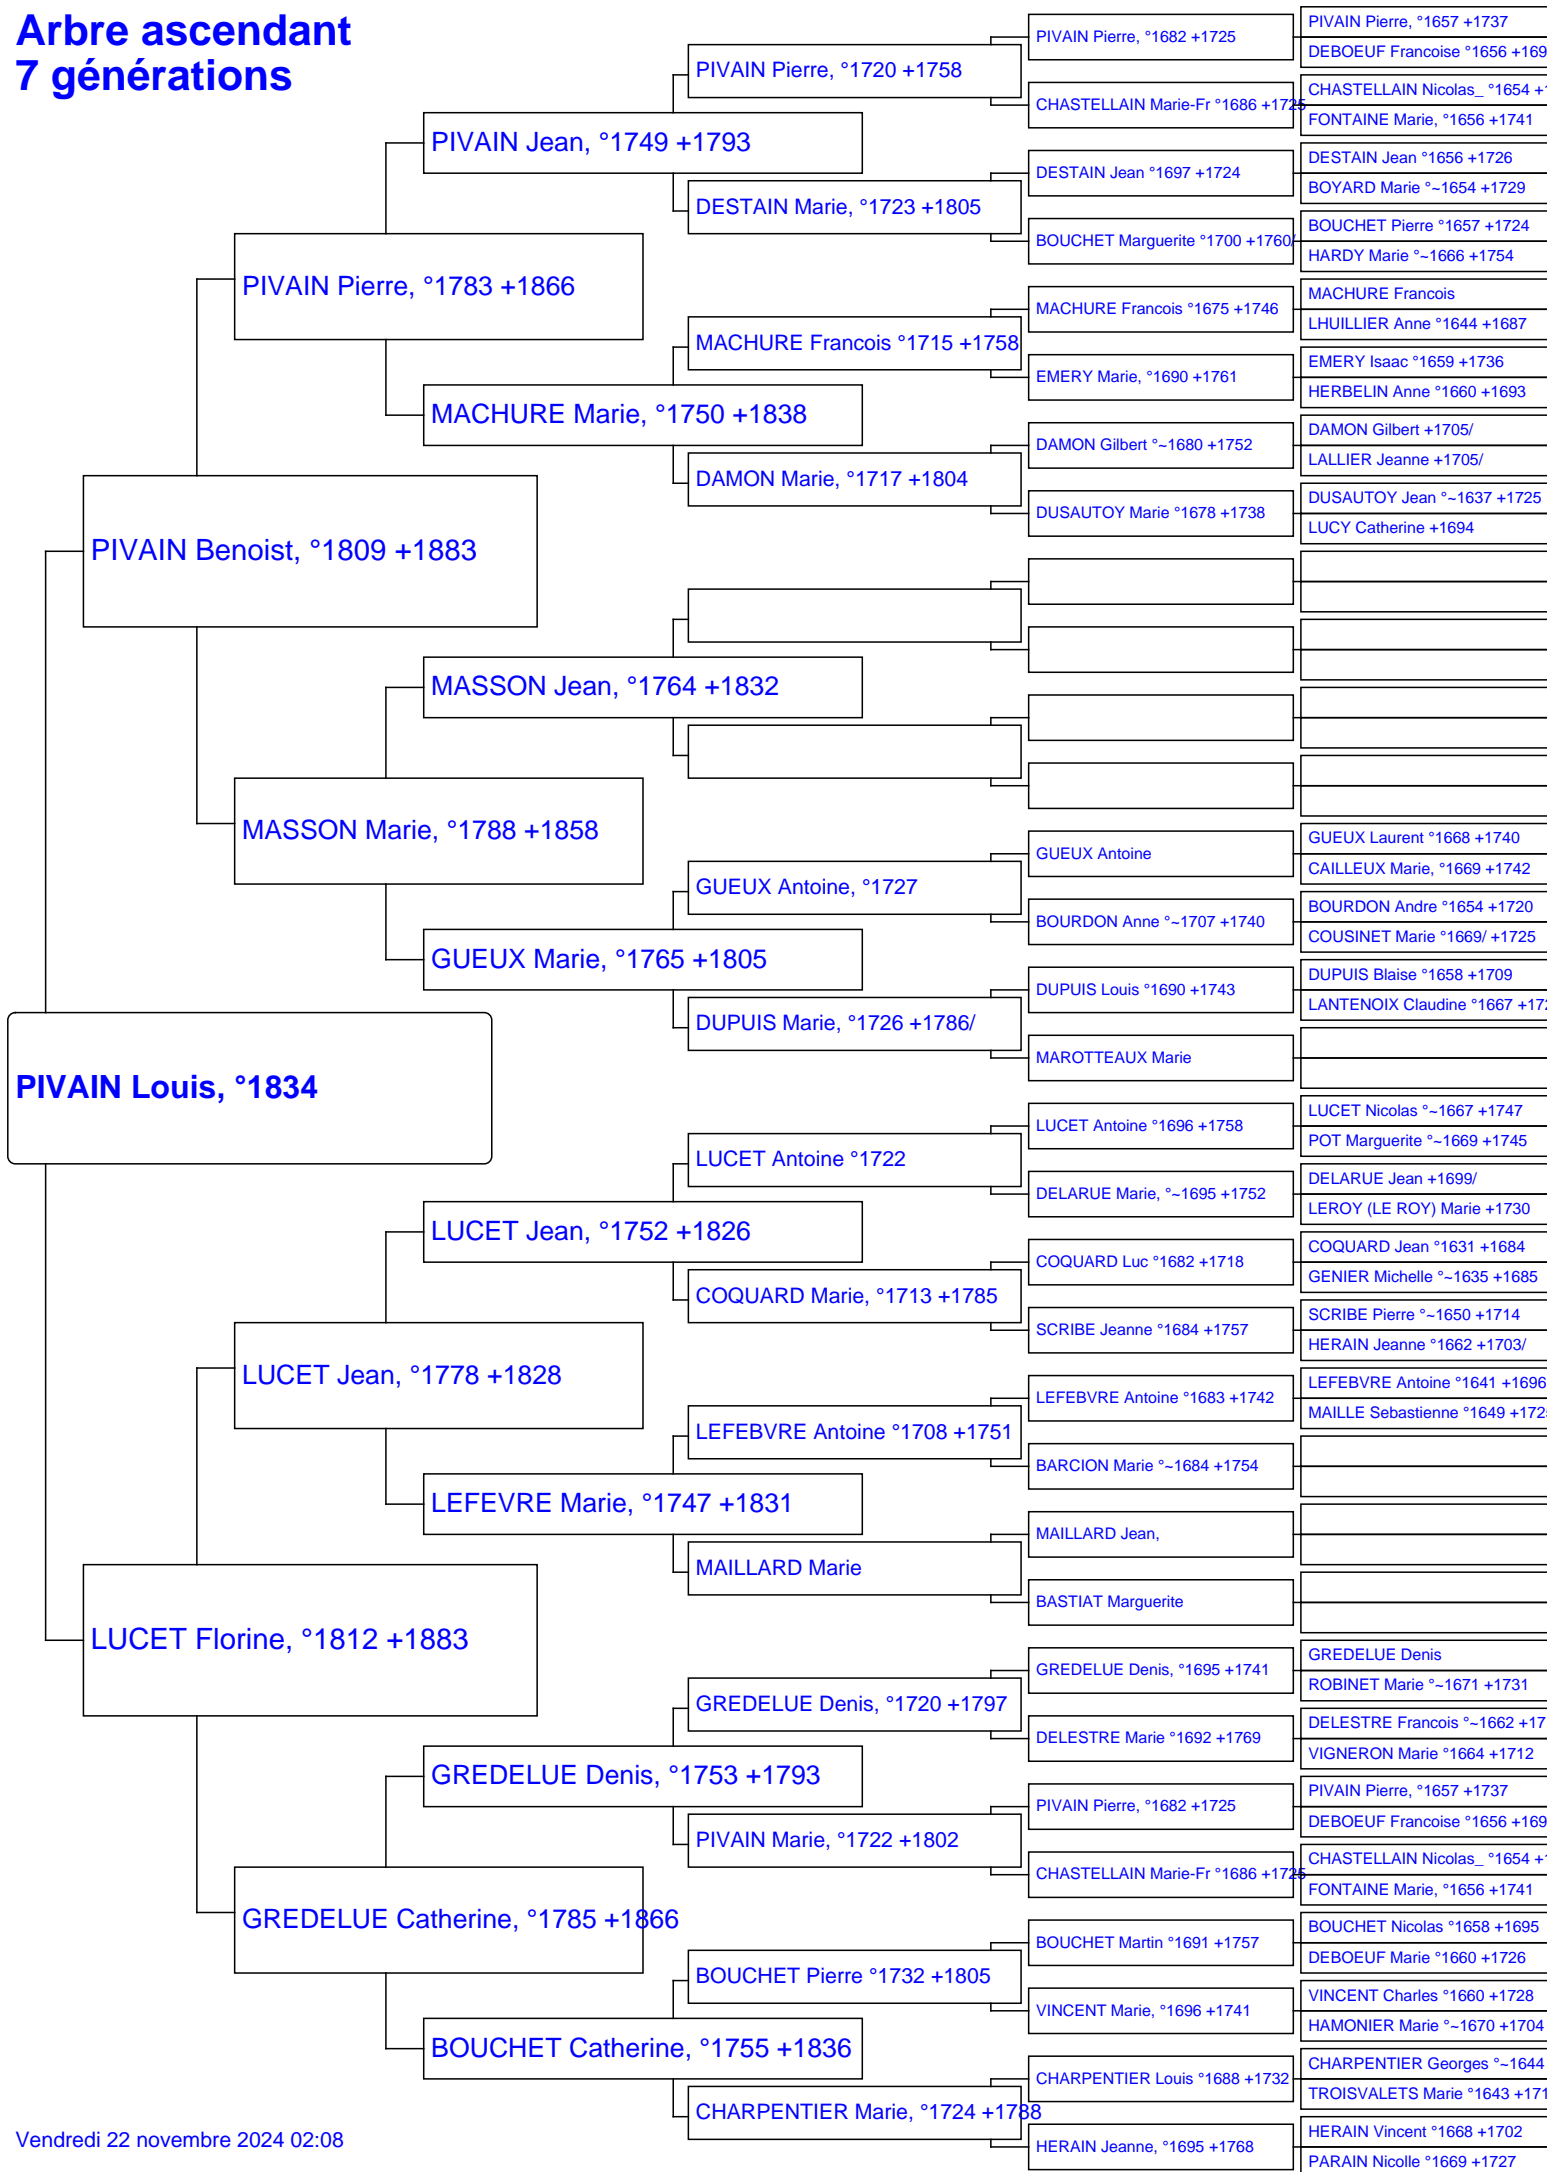 Arbre ascendant
7 générations
PIVAIN Louis, °1834
PIVAIN Benoist, °1809 +1883
LUCET Florine, °1812 +1883
PIVAIN Pierre, °1783 +1866
MASSON Marie, °1788 +1858
LUCET Jean, °1778 +1828
GREDELUE Catherine, °1785 +1866
PIVAIN Jean, °1749 +1793
MACHURE Marie, °1750 +1838
MASSON Jean, °1764 +1832
GUEUX Marie, °1765 +1805
LUCET Jean, °1752 +1826
LEFEVRE Marie, °1747 +1831
GREDELUE Denis, °1753 +1793
BOUCHET Catherine, °1755 +1836
PIVAIN Pierre, °1720 +1758
DESTAIN Marie, °1723 +1805
MACHURE Francois °1715 +1758
DAMON Marie, °1717 +1804
GUEUX Antoine, °1727
DUPUIS Marie, °1726 +1786/
LUCET Antoine °1722
COQUARD Marie, °1713 +1785
LEFEBVRE Antoine °1708 +1751
MAILLARD Marie
GREDELUE Denis, °1720 +1797
PIVAIN Marie, °1722 +1802
BOUCHET Pierre °1732 +1805
CHARPENTIER Marie, °1724 +1788
PIVAIN Pierre, °1682 +1725
CHASTELLAIN Marie-Fr °1686 +1725
DESTAIN Jean °1697 +1724
BOUCHET Marguerite °1700 +1760/
MACHURE Francois °1675 +1746
EMERY Marie, °1690 +1761
DAMON Gilbert °~1680 +1752
DUSAUTOY Marie °1678 +1738
GUEUX Antoine
BOURDON Anne °~1707 +1740
DUPUIS Louis °1690 +1743
MAROTTEAUX Marie
LUCET Antoine °1696 +1758
DELARUE Marie, °~1695 +1752
COQUARD Luc °1682 +1718
SCRIBE Jeanne °1684 +1757
LEFEBVRE Antoine °1683 +1742
BARCION Marie °~1684 +1754
MAILLARD Jean,
BASTIAT Marguerite
GREDELUE Denis, °1695 +1741
DELESTRE Marie °1692 +1769
PIVAIN Pierre, °1682 +1725
CHASTELLAIN Marie-Fr °1686 +1725
BOUCHET Martin °1691 +1757
VINCENT Marie, °1696 +1741
CHARPENTIER Louis °1688 +1732
HERAIN Jeanne, °1695 +1768
PIVAIN Pierre, °1657 +1737
DEBOEUF Francoise °1656 +169
CHASTELLAIN Nicolas_ °1654 +1
FONTAINE Marie, °1656 +1741
DESTAIN Jean °1656 +1726
BOYARD Marie °~1654 +1729
BOUCHET Pierre °1657 +1724
HARDY Marie °~1666 +1754
MACHURE Francois
LHUILLIER Anne °1644 +1687
EMERY Isaac °1659 +1736
HERBELIN Anne °1660 +1693
DAMON Gilbert +1705/
LALLIER Jeanne +1705/
DUSAUTOY Jean °~1637 +1725
LUCY Catherine +1694
GUEUX Laurent °1668 +1740
CAILLEUX Marie, °1669 +1742
BOURDON Andre °1654 +1720
COUSINET Marie °1669/ +1725
DUPUIS Blaise °1658 +1709
LANTENOIX Claudine °1667 +172
LUCET Nicolas °~1667 +1747
POT Marguerite °~1669 +1745
DELARUE Jean +1699/
LEROY (LE ROY) Marie +1730
COQUARD Jean °1631 +1684
GENIER Michelle °~1635 +1685
SCRIBE Pierre °~1650 +1714
HERAIN Jeanne °1662 +1703/
LEFEBVRE Antoine °1641 +1696
MAILLE Sebastienne °1649 +1725
GREDELUE Denis
ROBINET Marie °~1671 +1731
DELESTRE Francois °~1662 +17
VIGNERON Marie °1664 +1712
PIVAIN Pierre, °1657 +1737
DEBOEUF Francoise °1656 +169
CHASTELLAIN Nicolas_ °1654 +1
FONTAINE Marie, °1656 +1741
BOUCHET Nicolas °1658 +1695
DEBOEUF Marie °1660 +1726
VINCENT Charles °1660 +1728
HAMONIER Marie °~1670 +1704
CHARPENTIER Georges °~1644
TROISVALETS Marie °1643 +171
HERAIN Vincent °1668 +1702
PARAIN Nicolle °1669 +1727
Vendredi 22 novembre 2024 02:08